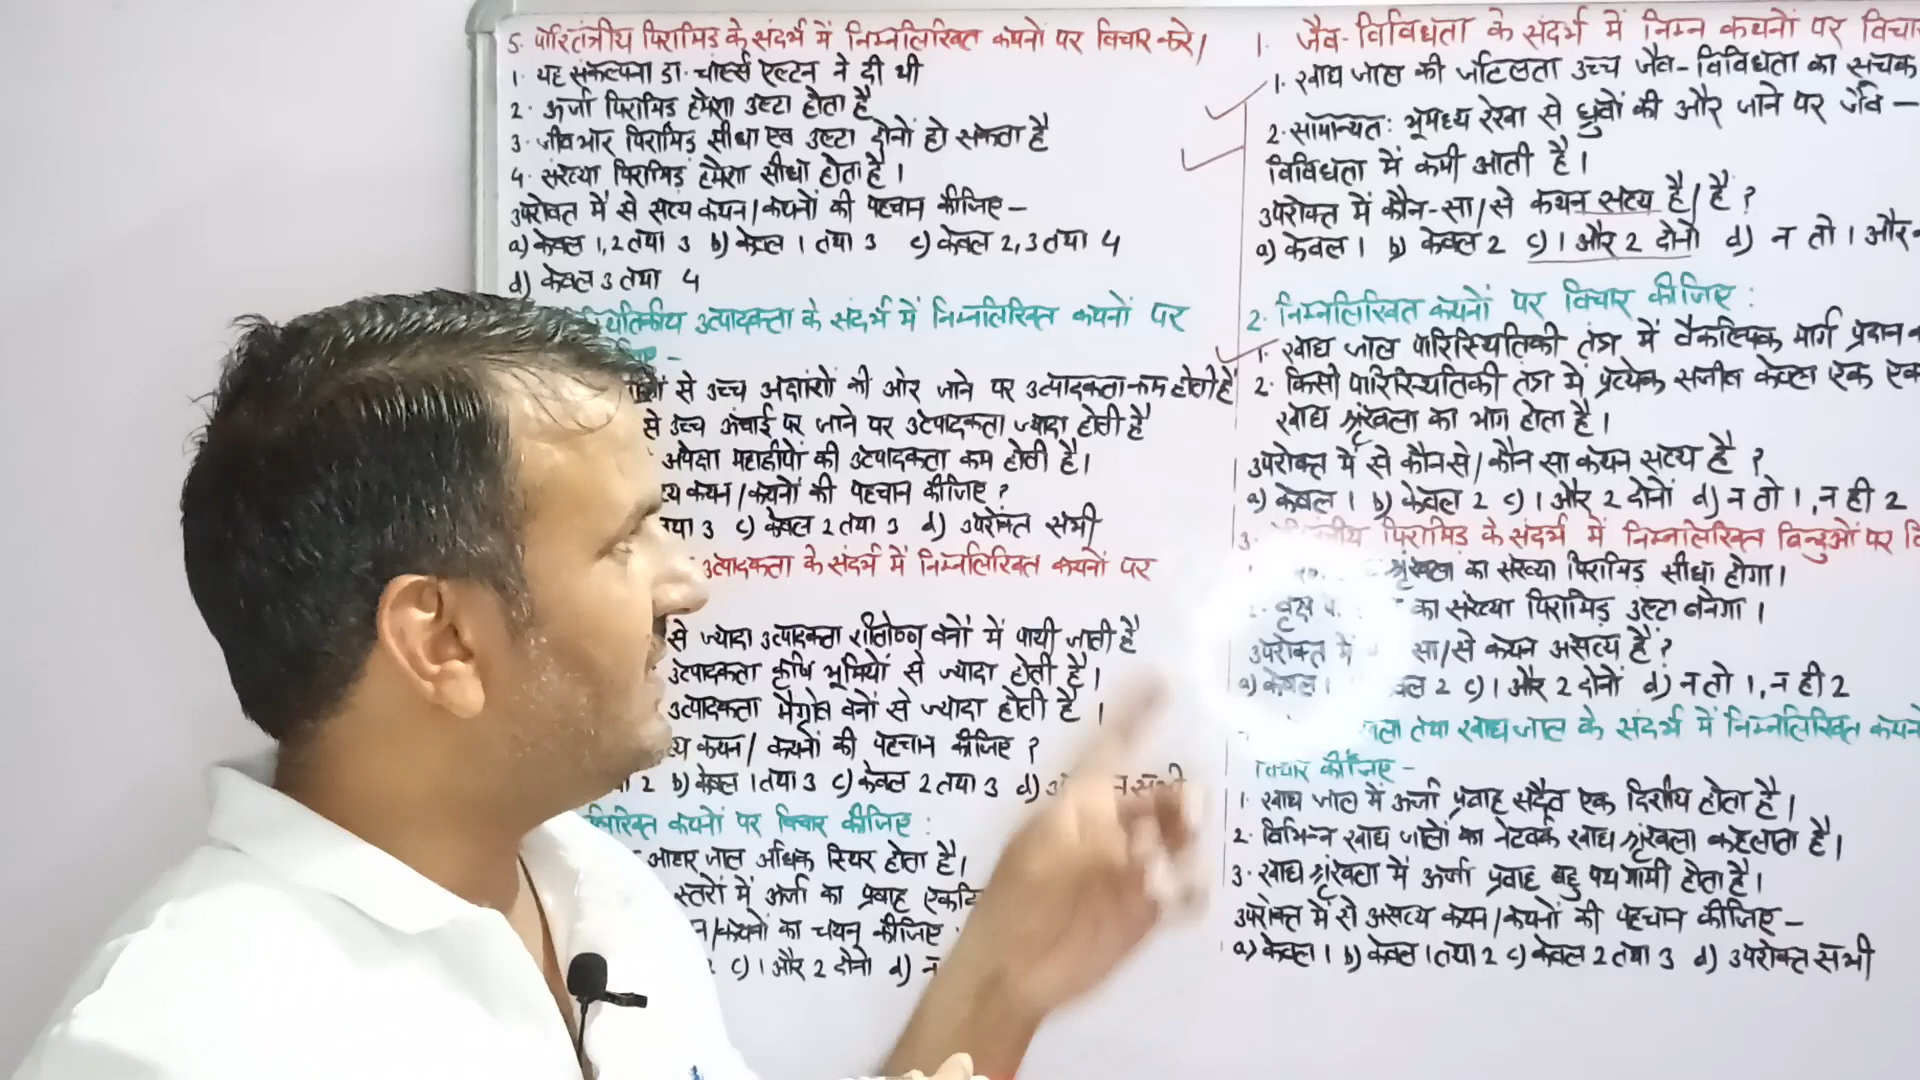 5. पारितंत्रीय पिरामिड के संदर्भ में निम्नलिखित कथनों पर विचार करे।
1. यह संकल्पना डा. चार्ल्स एल्टन ने दी थी
2. ऊर्जा पिरामिड हमेशा उल्टा होता है
3. जीवभार पिरामिड सीधा एवं उल्टा दोनों हो सकता है
4. संख्या पिरामिड हमेशा सीधा होता है।
उपरोक्त में से सत्य कथन/कथनों की पहचान कीजिए –
a) केवल 1,2 तथा 3 b) केवल 1 तथा 3 c) केवल 2,3 तथा 4
d) केवल 3 तथा 4
उत्पादकता के संदर्भ में निम्नलिखित कथनों पर
से उच्च अक्षांशों की ओर जाने पर उत्पादकता कम होती है
से उच्च ऊंचाई पर जाने पर उत्पादकता ज्यादा होती है
अपेक्षा महाद्वीपों की उत्पादकता कम होती है।
कथन/कथनों की पहचान कीजिए ?
3 c) केवल 2 तथा 3 d) उपरोक्त सभी
उत्पादकता के संदर्भ में निम्नलिखित कथनों पर
से ज्यादा उत्पादकता शीतोष्ण वनों में पायी जाती है
उत्पादकता कृषि भूमियों से ज्यादा होती है।
उत्पादकता मैंग्रोव वनों से ज्यादा होती है।
कथन/कथनों की पहचान कीजिए ?
2 b) केवल 1 तथा 3 c) केवल 2 तथा 3 d)
कथनों पर विचार कीजिए :
आहार जाल अधिक स्थिर होता है।
स्तरों में ऊर्जा का प्रवाह
का चयन कीजिए
c) 1 और 2 दोनो d)
1. जैव-विविधता के संदर्भ में निम्न कथनों पर
1. खाद्य जाल की जटिलता उच्च जैव-विविधता का सूचक
2. सामान्यतः भूमध्य रेखा से ध्रुवों की और जाने पर जैव –
विविधता में कमी आती है।
उपरोक्त में कौन-सा/से कथन सत्य है/हैं ?
a) केवल 1 b) केवल 2 c) 1 और 2 दोनो d) न तो 1 और
2. निम्नलिखित कथनों पर विचार कीजिए :
1. खाद्य जाल पारिस्थितिकी तंत्र में वैकल्पिक मार्ग प्रदान
2. किसी पारिस्थितिकी तंत्र में प्रत्येक सजीव केवल एक
खाद्य श्रृंखला का भाग होता है।
उपरोक्त में से कौन से/कौन सा कथन सत्य है ?
a) केवल 1 b) केवल 2 c) 1 और 2 दोनों d) न तो 1, न ही 2
3. पिरामिड के संदर्भ में निम्नलिखित बिन्दुओं पर
का संख्या पिरामिड सीधा होगा।
का संख्या पिरामिड उल्टा बनेगा।
उपरोक्त में सा/से कथन असत्य है ?
a) केवल 2 c) 1 और 2 दोनों d) न तो 1, न ही 2
तथा खाद्य जाल के संदर्भ में निम्नलिखित
विचार कीजिए –
1. खाद्य जाल में ऊर्जा प्रवाह सदैव एक दिशीय होता है।
2. विभिन्न खाद्य जालों का नेटवर्क खाद्य श्रृंखला कहलाता है।
3. खाद्य श्रृंखला में ऊर्जा प्रवाह बहु पथ गामी होता है।
उपरोक्त में से असत्य कथन/कथनों की पहचान कीजिए –
a) केवल 1 b) केवल 1 तथा 2 c) केवल 2 तथा 3 d) उपरोक्त सभी